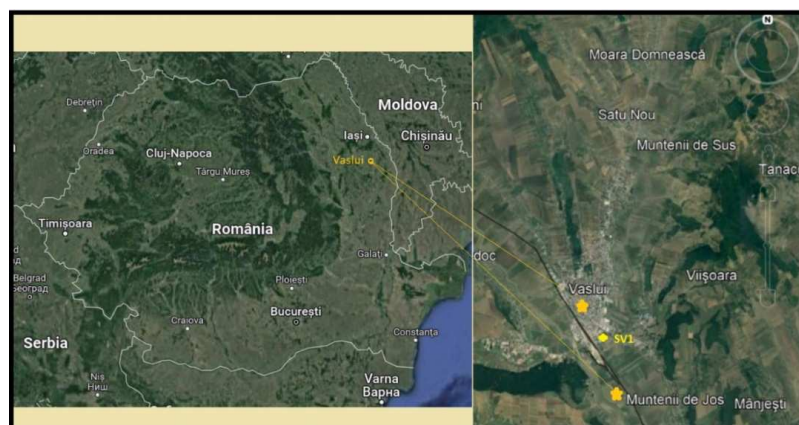 Debrețin
Oradea
Cluj-Napoca
Târgu Mureș
Iași
Moldova
Chișinău
Vaslui
Timișoara
România
Galați
Belgrad
Београд
Ploiești
București
Craiova
Constanța
Serbia
Niș
Ниш
Varna
Варна
N
Moara Domnească
Satu Nou
Muntenii de Sus
Viișoara
Vaslui
SV1
Muntenii de Jos
Mânjești